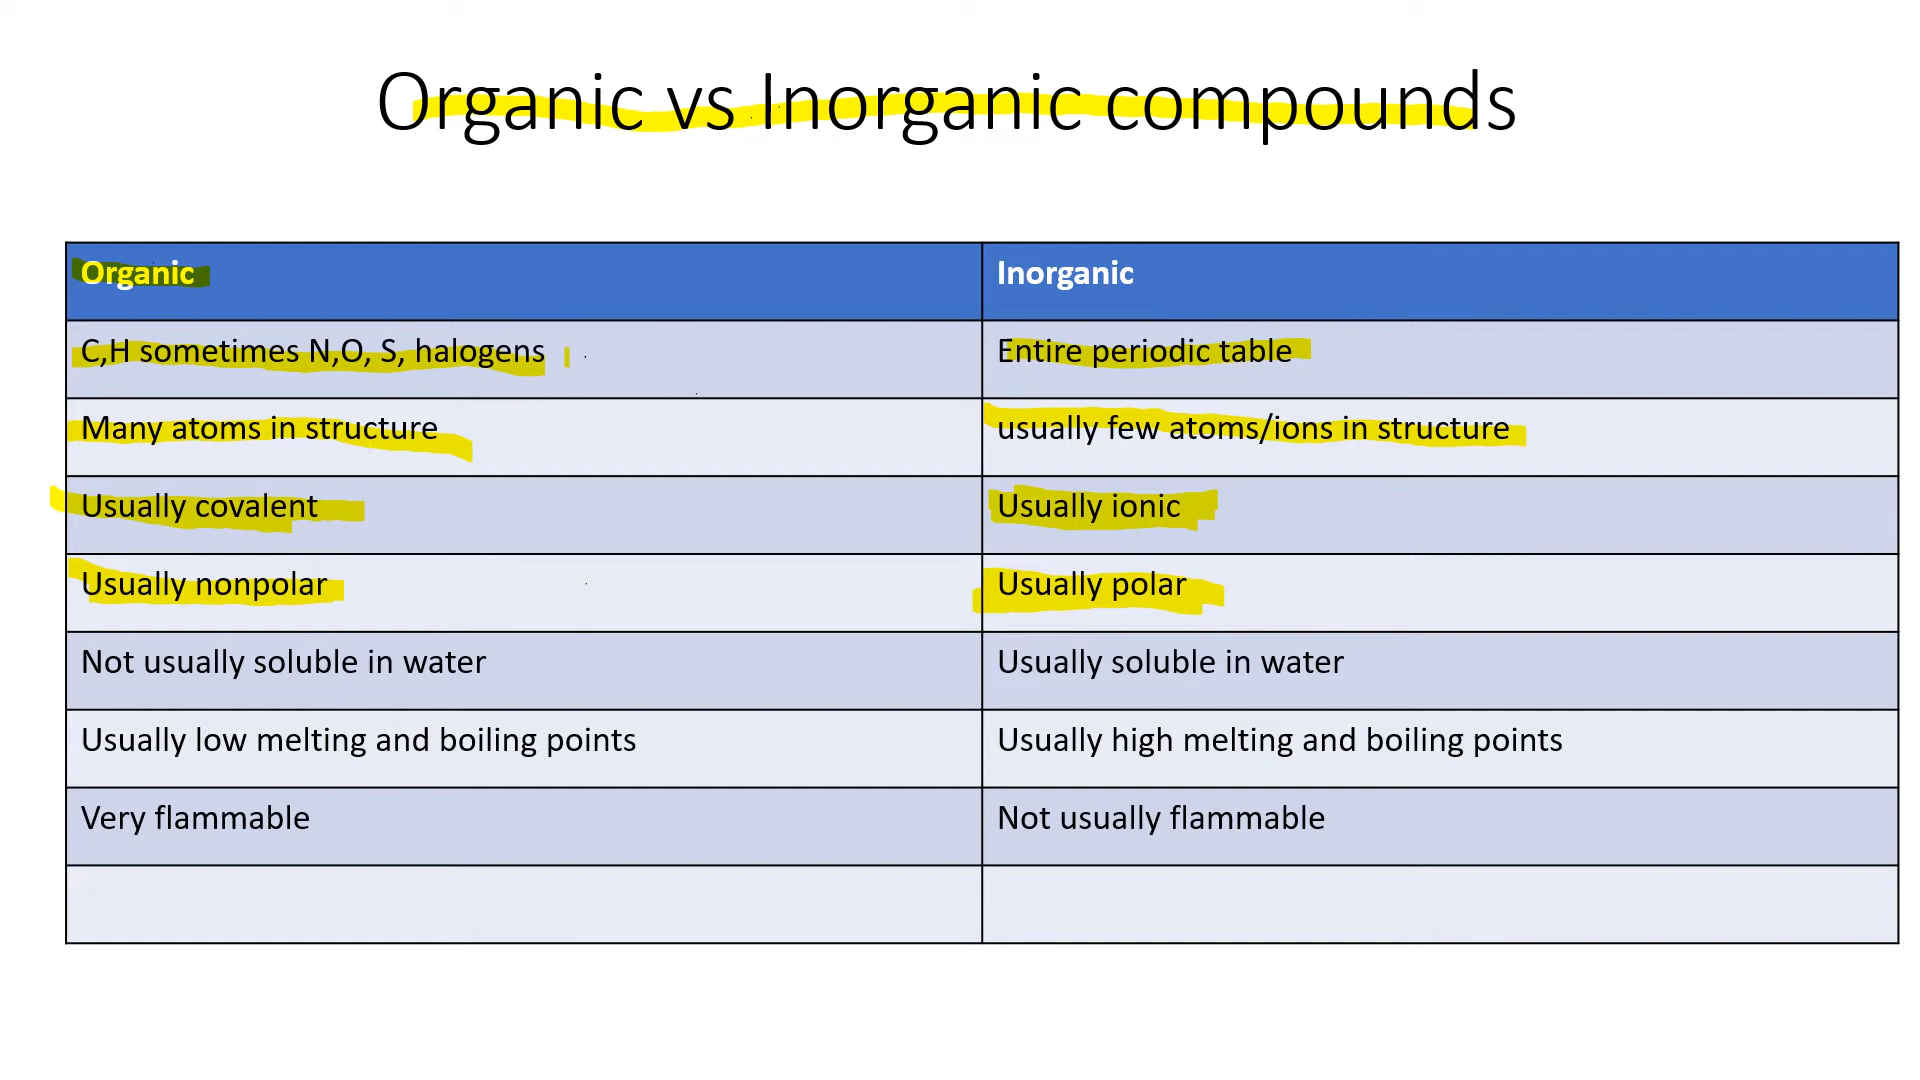 Organic vs Inorganic compounds
Organic
Inorganic
C,H sometimes N,O, S, halogens
Entire periodic table
Many atoms in structure
usually few atoms/ions in structure
Usually covalent
Usually ionic
Usually nonpolar
Usually polar
Not usually soluble in water
Usually soluble in water
Usually low melting and boiling points
Usually high melting and boiling points
Very flammable
Not usually flammable